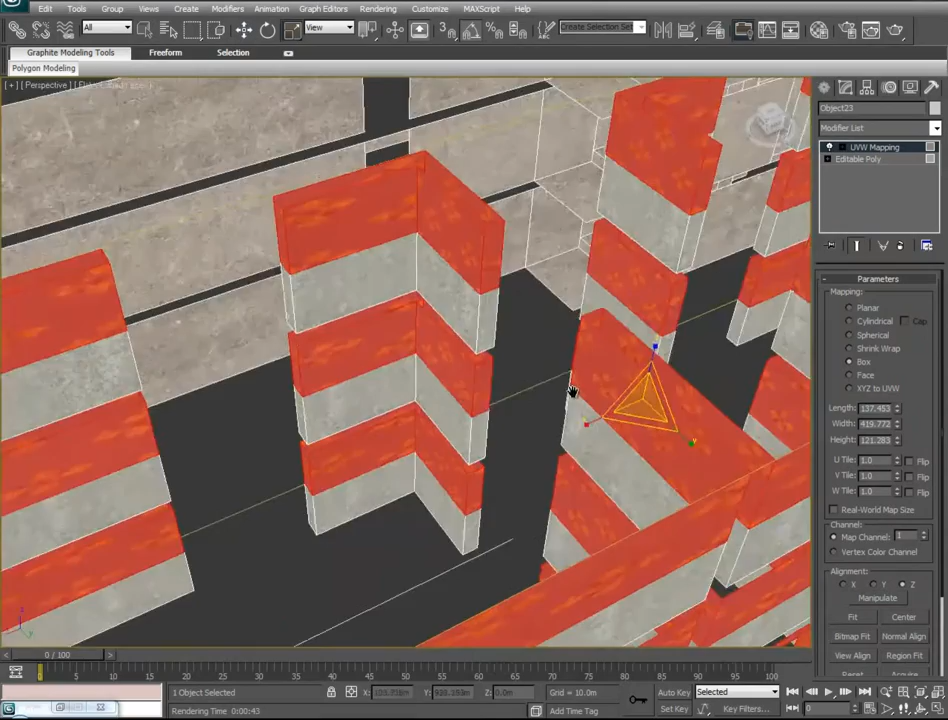 Edit Tools Group Views Create Modifiers Animation Graph Editors Rendering Customize MAXScript Help
All View Create Selection Se
Graphite Modeling Tools Freeform Selection
Polygon Modeling
[ + ] [ Perspective ]
Object23
Modifier List
UVW Mapping
Editable Poly
Parameters
Mapping:
Planar
Cylindrical Cap
Spherical
Shrink Wrap
Box
Face
XYZ to UVW
Length: 137.453
Width: 419.772
Height: 121.283
U Tile: 1.0 Flip
V Tile: 1.0 Flip
W Tile: 1.0 Flip
Real-World Map Size
Channel:
Map Channel: 1
Vertex Color Channel
Alignment:
X Y Z
Manipulate
Fit Center
Bitmap Fit Normal Align
View Align Region Fit
0 / 100
0 5 10 15 20 25 30 35 40 45 50 55 60 65 70 75 80 85 90 95 100
1 Object Selected X: Y: Z: 0.0m Grid = 10.0m Auto Key Selected
Rendering Time 0:00:43 Add Time Tag Set Key Key Filters... 0